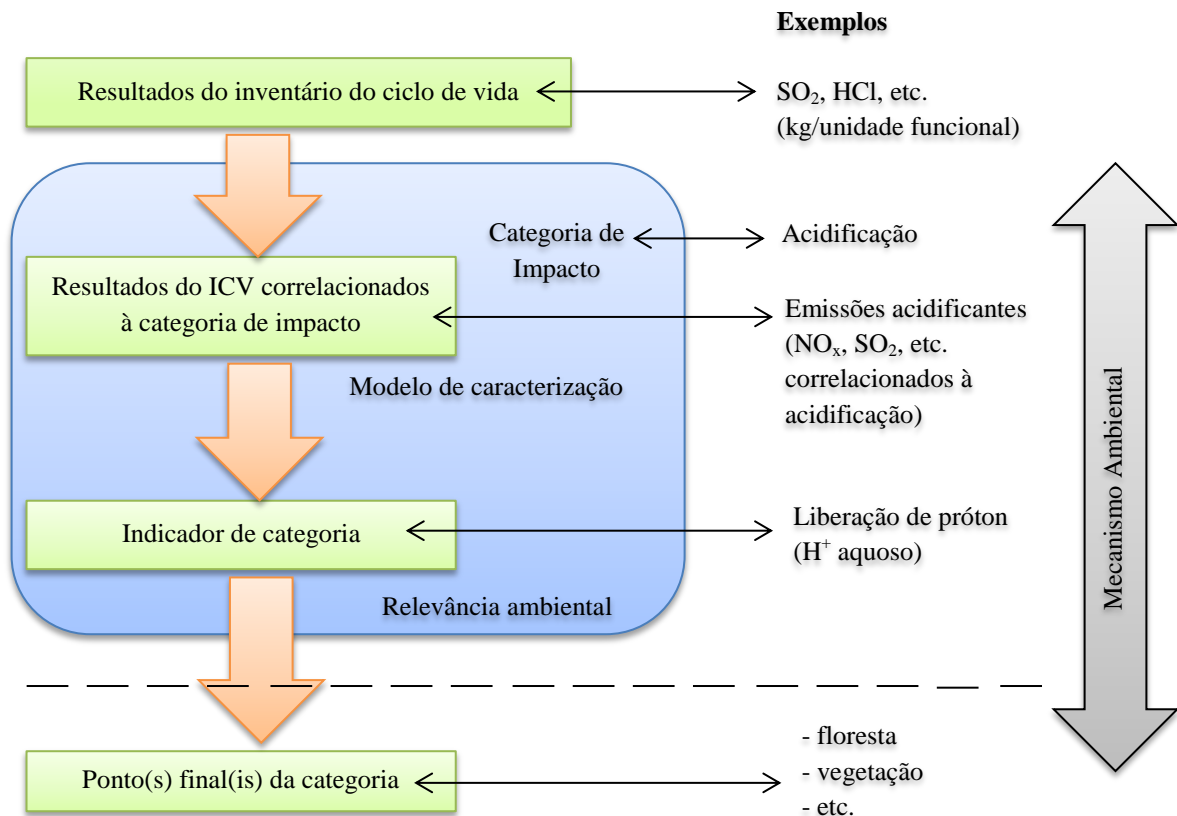 Exemplos
Resultados do inventário do ciclo de vida
SO₂, HCl, etc.
(kg/unidade funcional)
Categoria de
Impacto
Acidificação
Resultados do ICV correlacionados
à categoria de impacto
Emissões acidificantes
(NOₓ, SO₂, etc.
correlacionados à
acidificação)
Modelo de caracterização
Indicador de categoria
Liberação de próton
(H⁺ aquoso)
Relevância ambiental
Mecanismo Ambiental
Ponto(s) final(is) da categoria
- floresta
- vegetação
- etc.